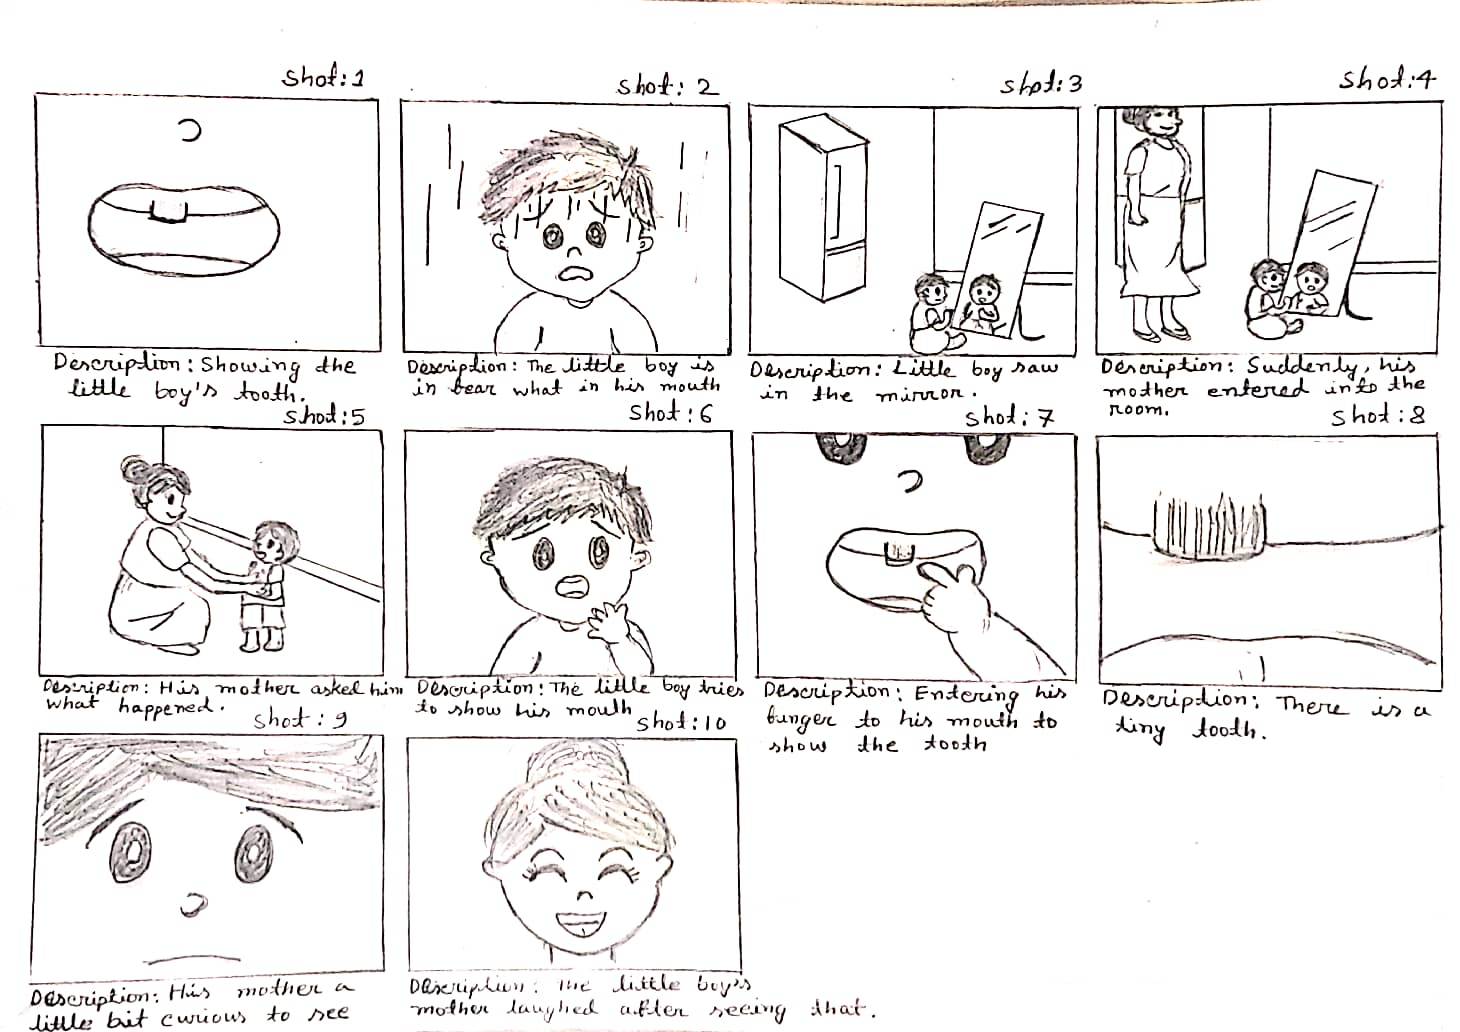 Shot:1
Description: Showing the
little boy's tooth.
Shot: 2
Description: The little boy is
in fear what in his mouth
Shot:3
Description: Little boy saw
in the mirror.
Shot:4
Description: Suddenly, his
mother entered into the
room.
Shot:5
Description: His mother asked him
what happened.
Shot:6
Description: The little boy tries
to show his mouth
Shot: 7
Description: Entering his
funger to his mouth to
show the tooth
Shot:8
Description: There is a
tiny tooth.
Shot:9
Description: His mother a
little bit curious to see
Shot:10
Description: The little boy's
mother laughed after seeing that.